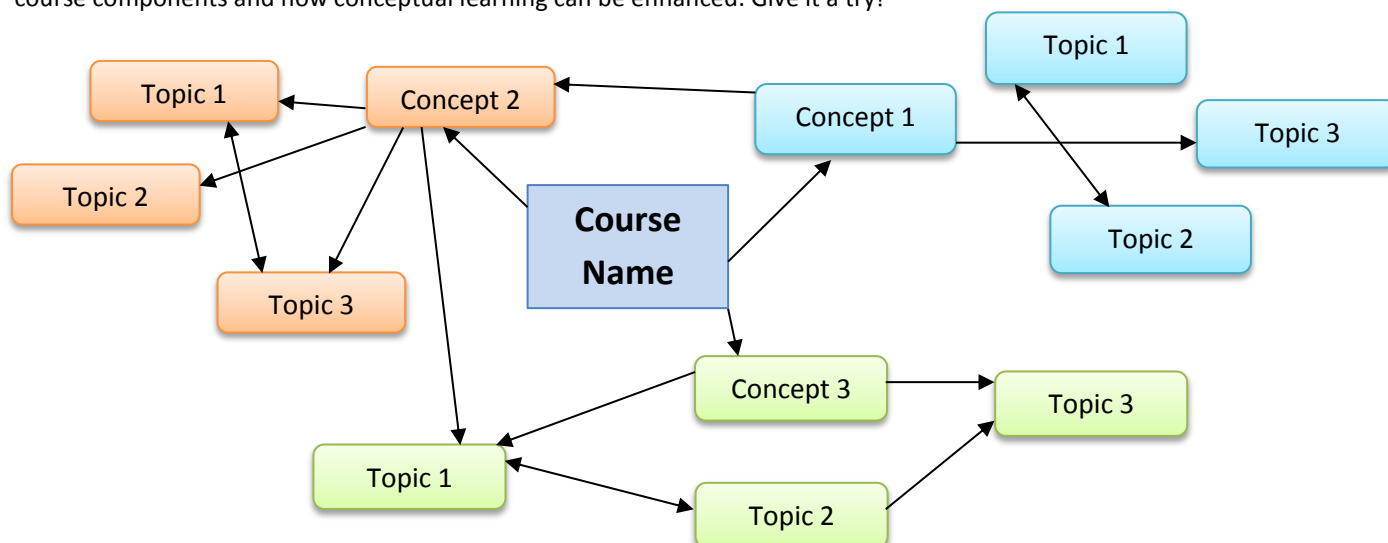 course components and how conceptual learning can be enhanced. Give it a try!
Topic 1
Topic 1
Concept 2
Concept 1
Topic 3
Topic 2
Course
Name
Topic 2
Topic 3
Concept 3
Topic 3
Topic 1
Topic 2